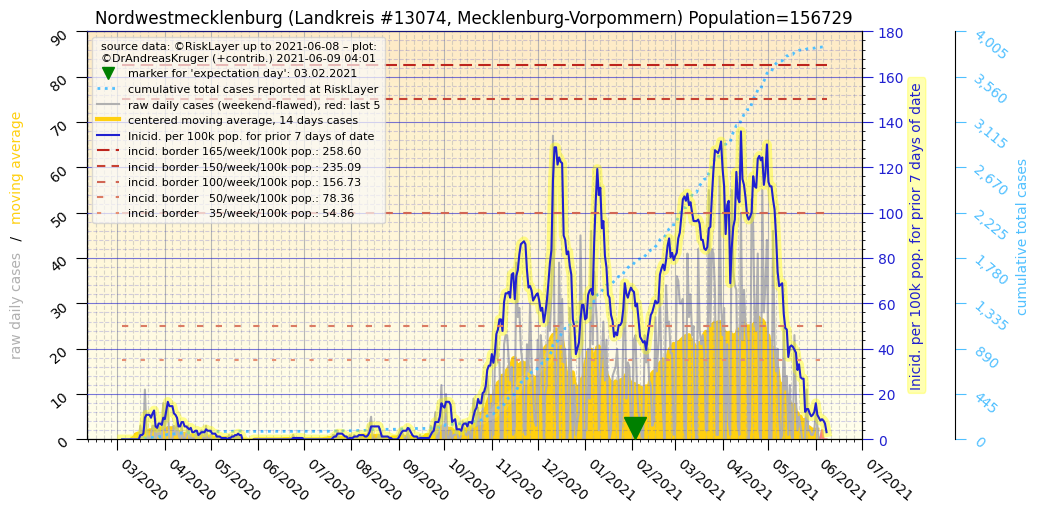 Nordwestmecklenburg (Landkreis #13074, Mecklenburg-Vorpommern) Population=156729
source data: ©RiskLayer up to 2021-06-08 – plot:
©DrAndreasKruger (+contrib.) 2021-06-09 04:01
marker for 'expectation day': 03.02.2021
cumulative total cases reported at RiskLayer
raw daily cases (weekend-flawed), red: last 5
centered moving average, 14 days cases
Inicid. per 100k pop. for prior 7 days of date
incid. border 165/week/100k pop.: 258.60
incid. border 150/week/100k pop.: 235.09
incid. border 100/week/100k pop.: 156.73
incid. border 50/week/100k pop.: 78.36
incid. border 35/week/100k pop.: 54.86
raw daily cases / moving average
90
80
70
60
50
40
30
20
10
0
180
160
140
120
100
80
60
40
20
0
Inicid. per 100k pop. for prior 7 days of date
4,005
3,560
3,115
2,670
2,225
1,780
1,335
890
445
0
cumulative total cases
03/2020
04/2020
05/2020
06/2020
07/2020
08/2020
09/2020
10/2020
11/2020
12/2020
01/2021
02/2021
03/2021
04/2021
05/2021
06/2021
07/2021